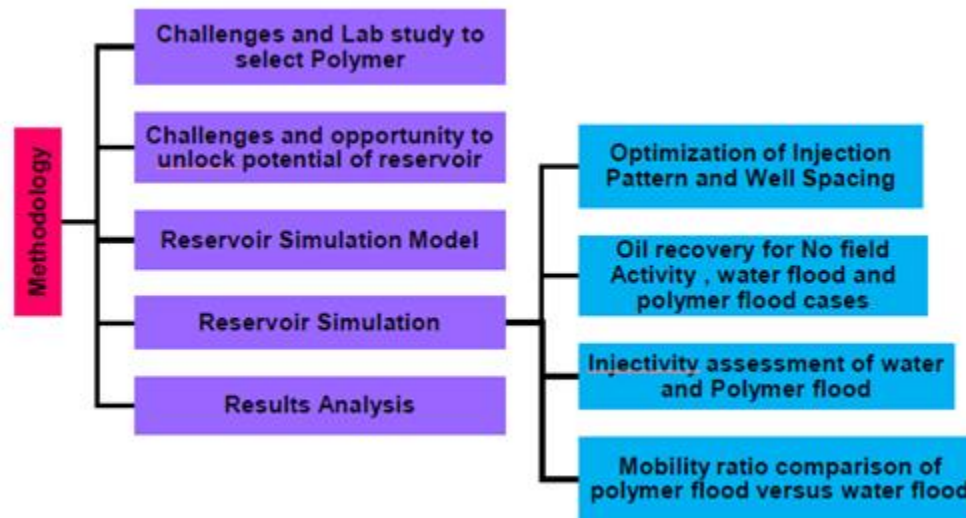 Methodology
Challenges and Lab study to
select Polymer
Challenges and opportunity to
unlock potential of reservoir
Reservoir Simulation Model
Reservoir Simulation
Results Analysis
Optimization of Injection
Pattern and Well Spacing
Oil recovery for No field
Activity , water flood and
polymer flood cases
Injectivity assessment of water
and Polymer flood
Mobility ratio comparison of
polymer flood versus water flood